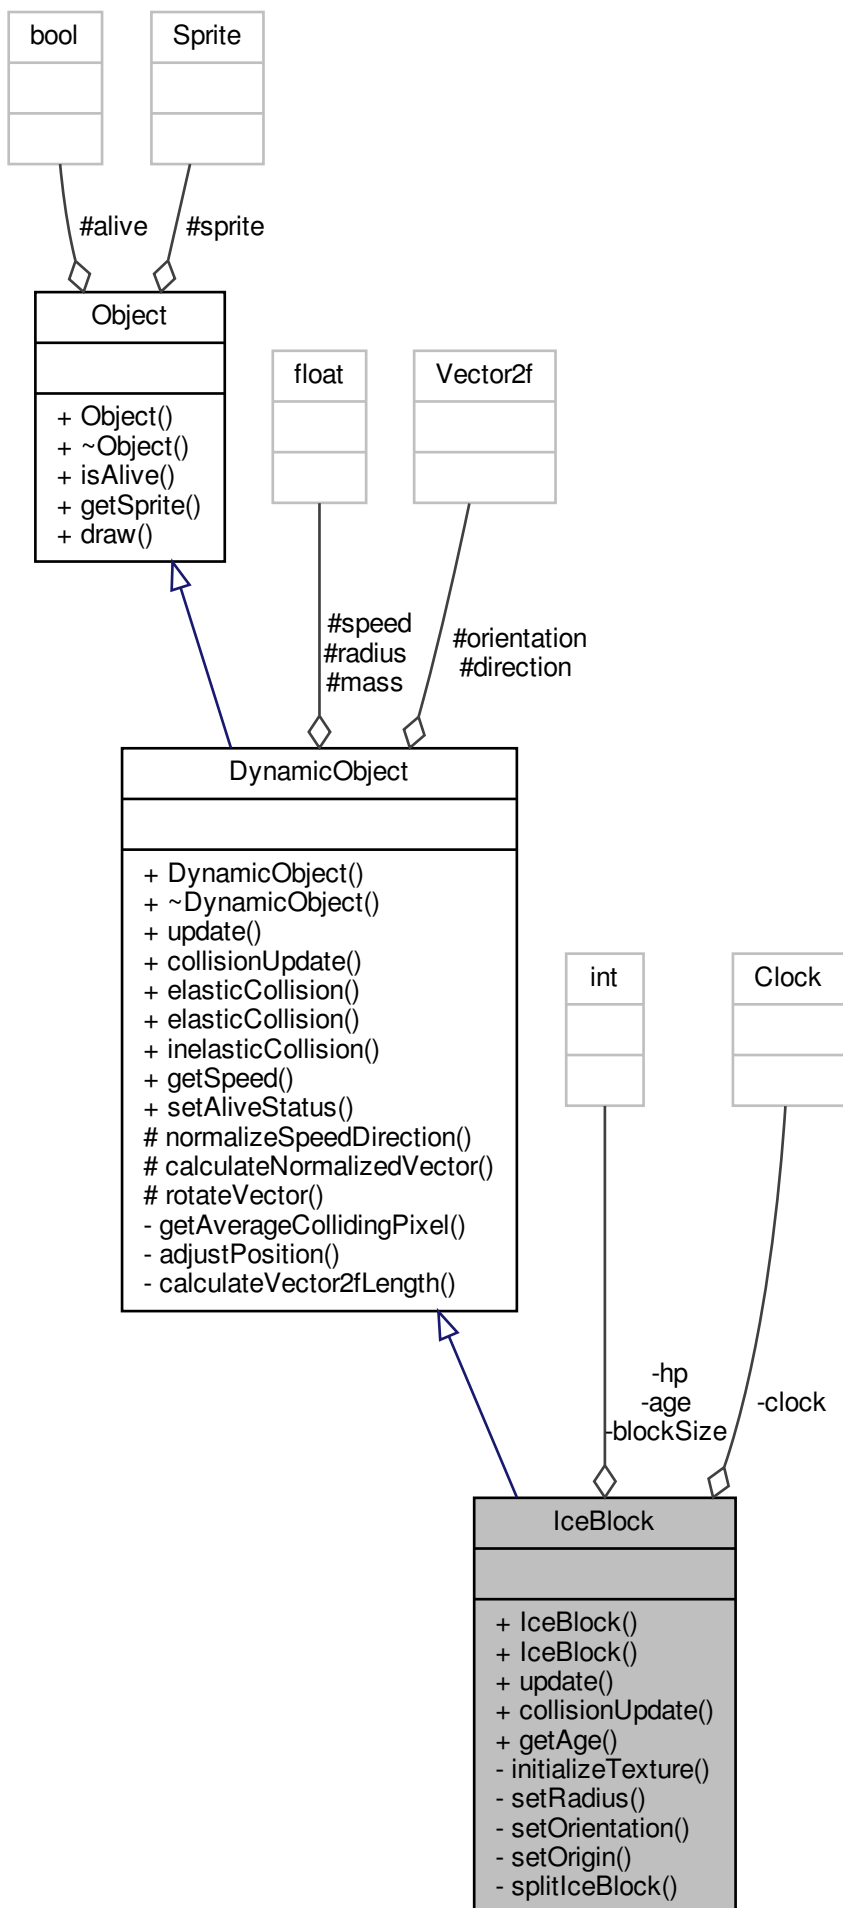 bool
Sprite
#alive
#sprite
Object
+ Object()
+ ~Object()
+ isAlive()
+ getSprite()
+ draw()
float
Vector2f
#speed
#radius
#mass
#orientation
#direction
DynamicObject
+ DynamicObject()
+ ~DynamicObject()
+ update()
+ collisionUpdate()
+ elasticCollision()
+ elasticCollision()
+ inelasticCollision()
+ getSpeed()
+ setAliveStatus()
# normalizeSpeedDirection()
# calculateNormalizedVector()
# rotateVector()
- getAverageCollidingPixel()
- adjustPosition()
- calculateVector2fLength()
int
Clock
-hp
-age
-blockSize
-clock
IceBlock
+ IceBlock()
+ IceBlock()
+ update()
+ collisionUpdate()
+ getAge()
- initializeTexture()
- setRadius()
- setOrientation()
- setOrigin()
- splitIceBlock()